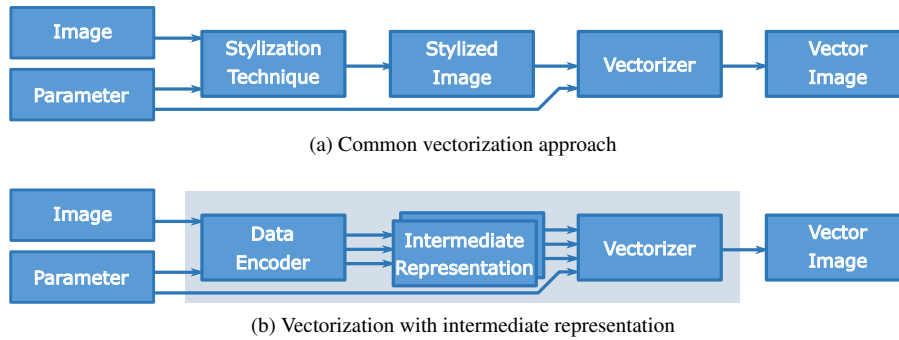 Image
Parameter
Stylization
Technique
Stylized
Image
Vectorizer
Vector
Image
(a) Common vectorization approach
Image
Parameter
Data
Encoder
Intermediate
Representation
Vectorizer
Vector
Image
(b) Vectorization with intermediate representation